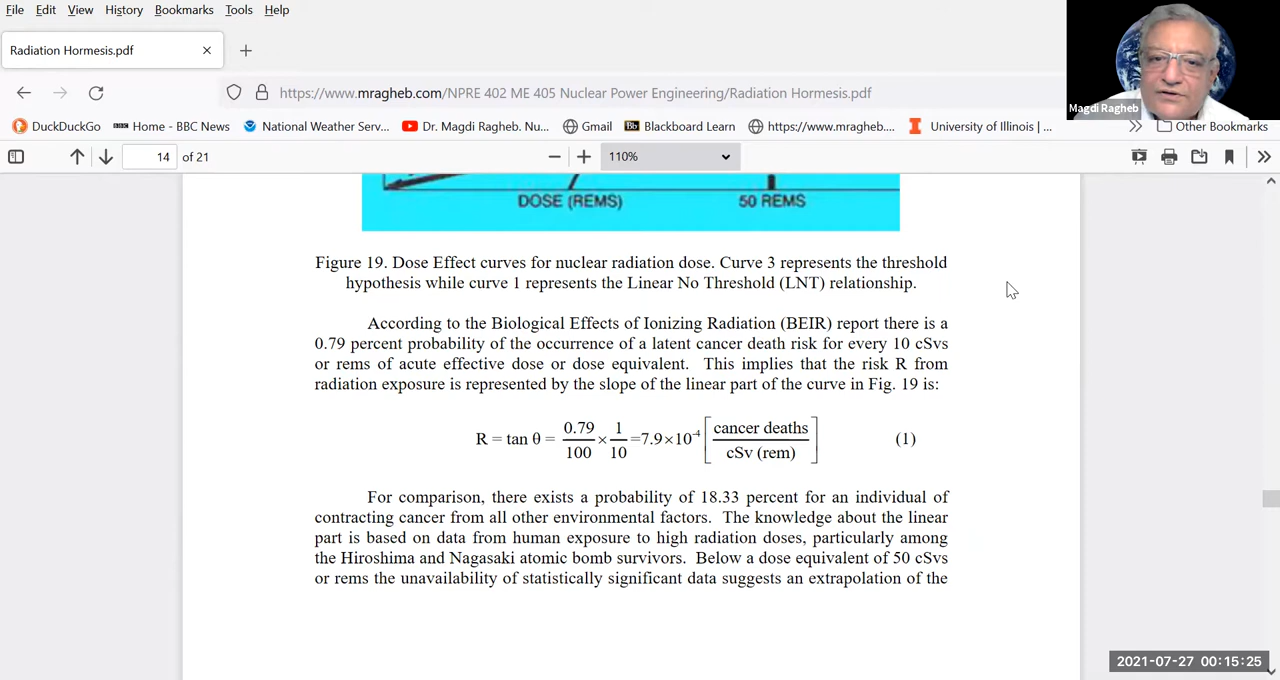 File Edit View History Bookmarks Tools Help
Radiation Hormesis.pdf
https://www.mragheb.com/NPRE 402 ME 405 Nuclear Power Engineering/Radiation Hormesis.pdf
Magdi Ragheb
DuckDuckGo BBC Home - BBC News National Weather Serv... Dr. Magdi Ragheb. Nu... Gmail Bb Blackboard Learn https://www.mragheb.... University of Illinois |... Other Bookmarks
14 of 21 110%
DOSE (REMS) 50 REMS
Figure 19. Dose Effect curves for nuclear radiation dose. Curve 3 represents the threshold
hypothesis while curve 1 represents the Linear No Threshold (LNT) relationship.
According to the Biological Effects of Ionizing Radiation (BEIR) report there is a
0.79 percent probability of the occurrence of a latent cancer death risk for every 10 cSvs
or rems of acute effective dose or dose equivalent. This implies that the risk R from
radiation exposure is represented by the slope of the linear part of the curve in Fig. 19 is:
R = tan θ = 0.79/100 × 1/10 =7.9×10⁻⁴ [cancer deaths / cSv (rem)] (1)
For comparison, there exists a probability of 18.33 percent for an individual of
contracting cancer from all other environmental factors. The knowledge about the linear
part is based on data from human exposure to high radiation doses, particularly among
the Hiroshima and Nagasaki atomic bomb survivors. Below a dose equivalent of 50 cSvs
or rems the unavailability of statistically significant data suggests an extrapolation of the
2021-07-27 00:15:25